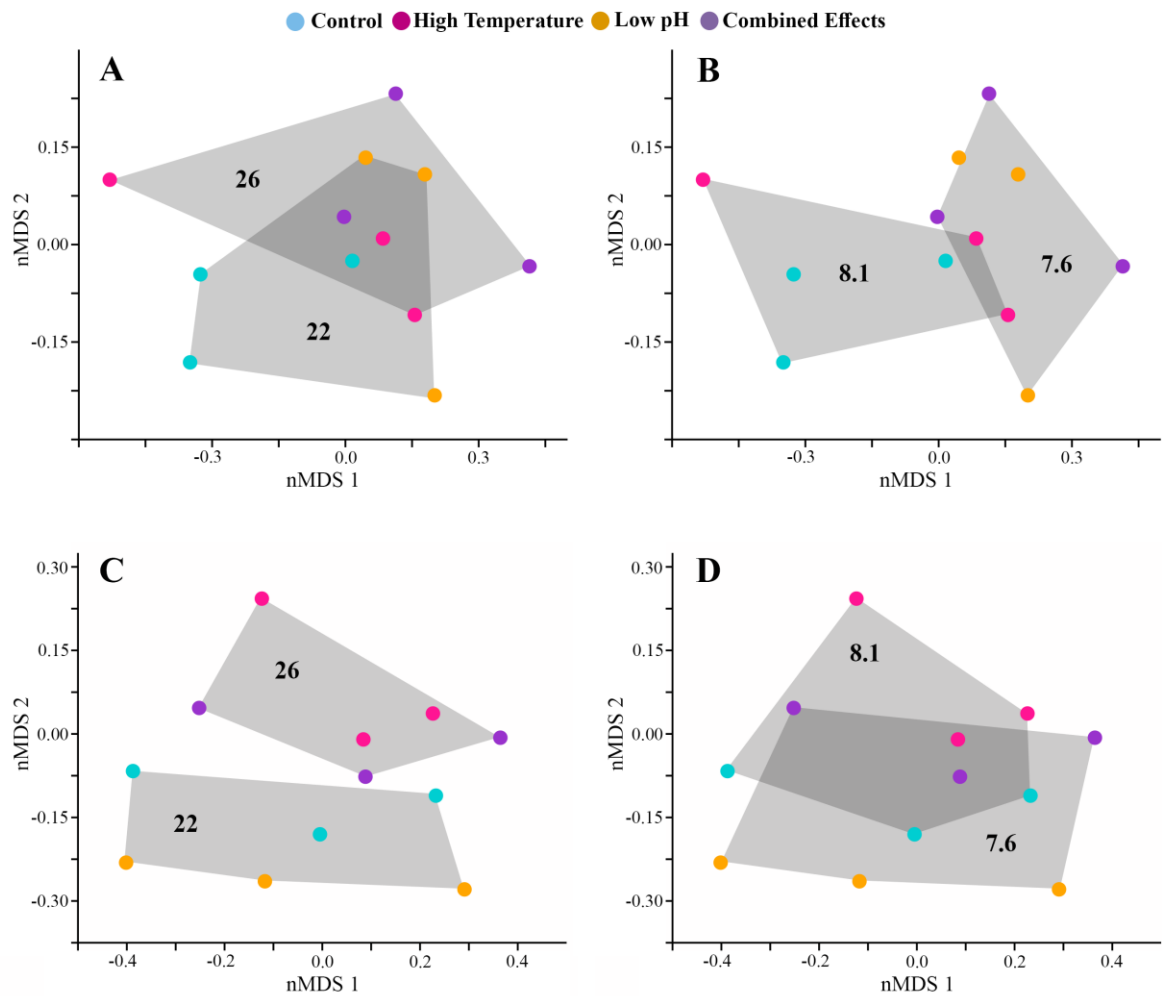 Control High Temperature Low pH Combined Effects
A
26
22
nMDS 2
0.15
0.00
-0.15
-0.3 0.0 0.3
nMDS 1
B
8.1
7.6
nMDS 2
0.15
0.00
-0.15
-0.3 0.0 0.3
nMDS 1
C
26
22
nMDS 2
0.30
0.15
0.00
-0.15
-0.30
-0.4 -0.2 0.0 0.2 0.4
nMDS 1
D
8.1
7.6
nMDS 2
0.30
0.15
0.00
-0.15
-0.30
-0.4 -0.2 0.0 0.2 0.4
nMDS 1